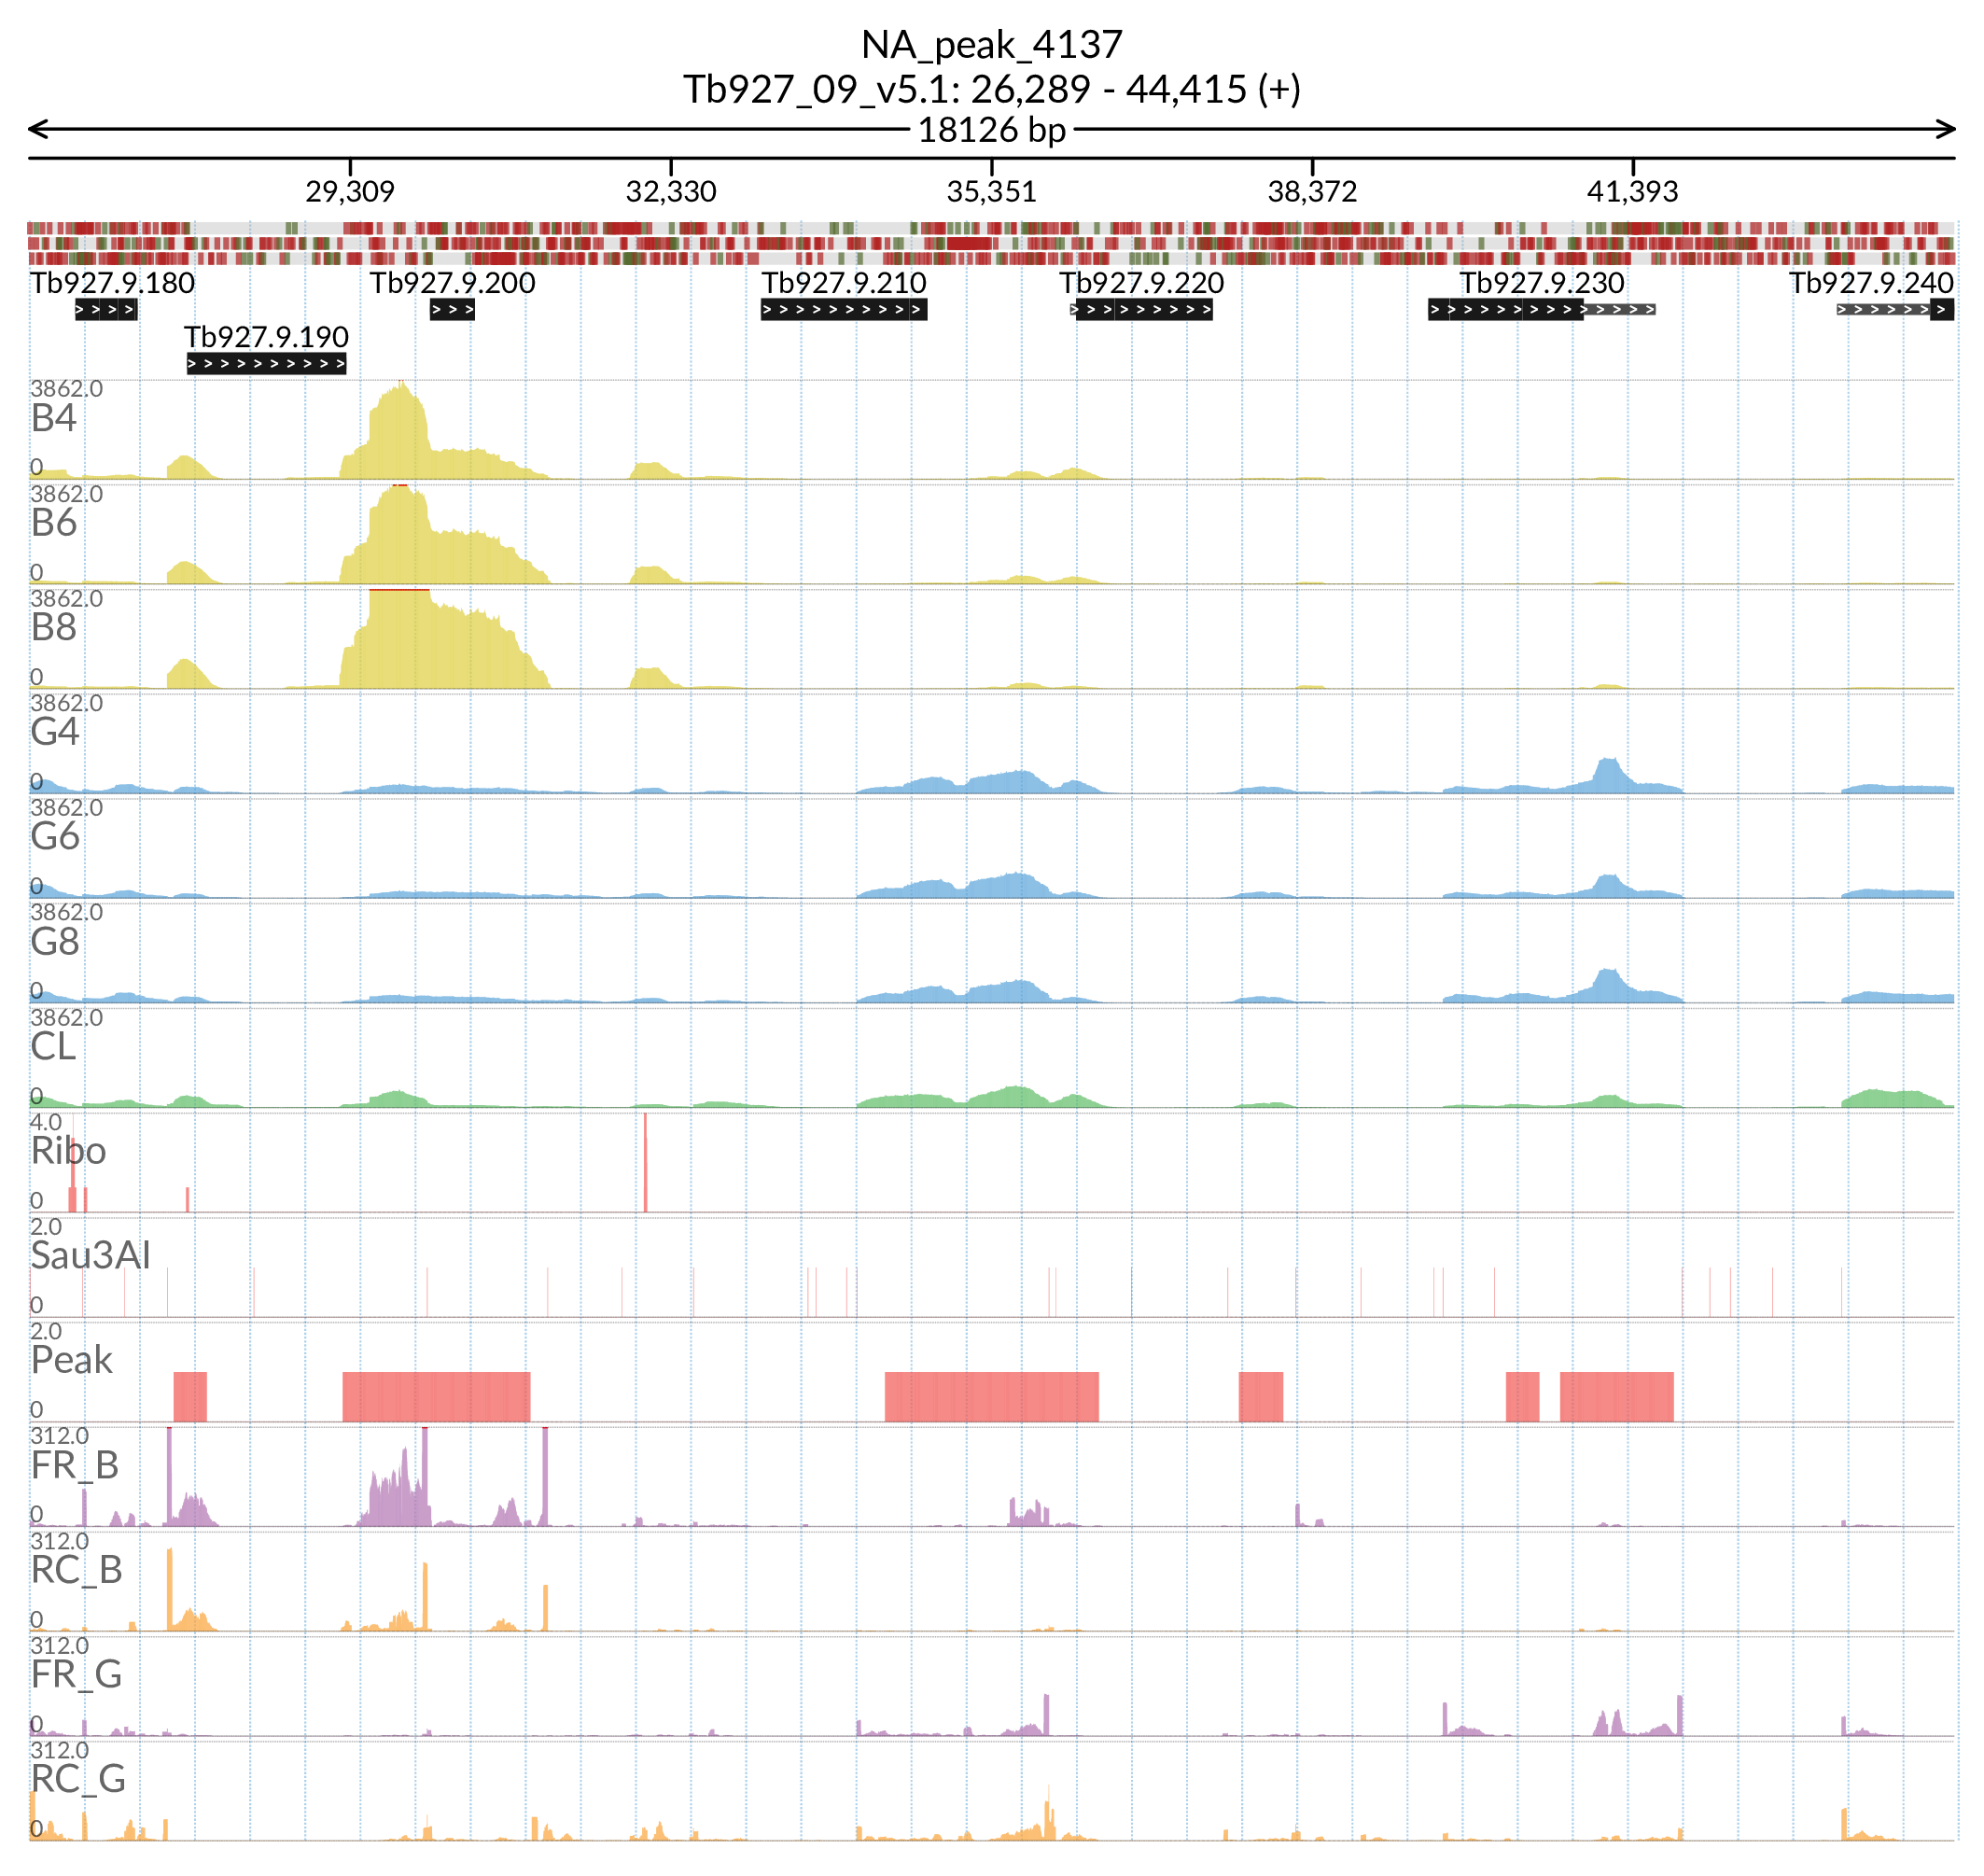 NA_peak_4137
Tb927_09_v5.1: 26,289 - 44,415 (+)
18126 bp
29,309 32,330 35,351 38,372 41,393
Tb927.9.180 Tb927.9.200 Tb927.9.210 Tb927.9.220 Tb927.9.230 Tb927.9.240
Tb927.9.190
3862.0
B4
0
3862.0
B6
0
3862.0
B8
0
3862.0
G4
0
3862.0
G6
0
3862.0
G8
0
3862.0
CL
0
4.0
Ribo
0
2.0
Sau3AI
0
2.0
Peak
0
312.0
FR_B
0
312.0
RC_B
0
312.0
FR_G
0
312.0
RC_G
0